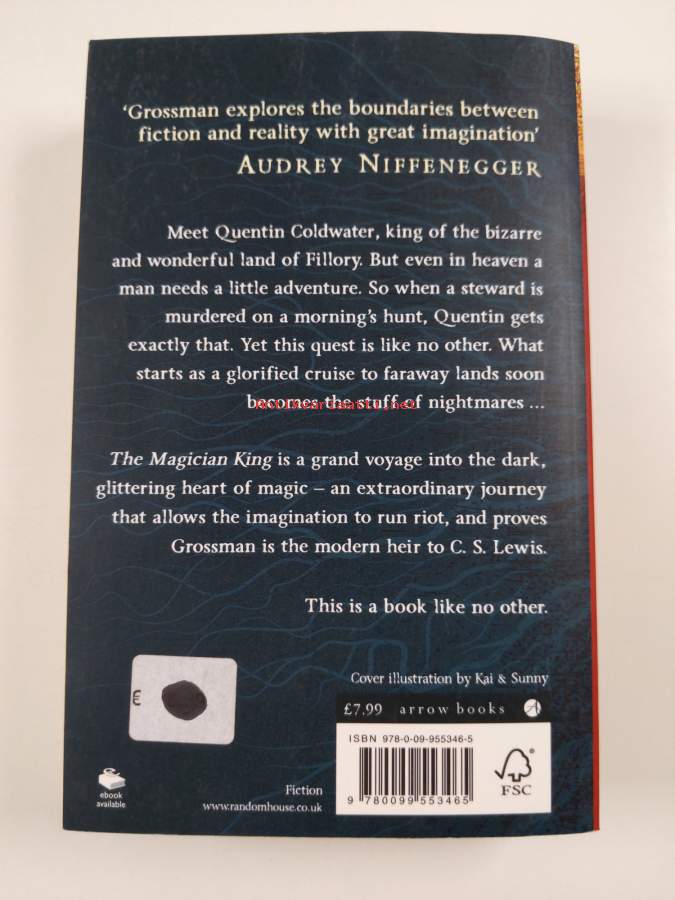 ‘Grossman explores the boundaries between
fiction and reality with great imagination’
AUDREY NIFFENEGGER
Meet Quentin Coldwater, king of the bizarre
and wonderful land of Fillory. But even in heaven a
man needs a little adventure. So when a steward is
murdered on a morning's hunt, Quentin gets
exactly that. Yet this quest is like no other. What
starts as a glorified cruise to faraway lands soon
becomes the stuff of nightmares ...
Antikvariaatti.net
The Magician King is a grand voyage into the dark,
glittering heart of magic – an extraordinary journey
that allows the imagination to run riot, and proves
Grossman is the modern heir to C. S. Lewis.
This is a book like no other.
Cover illustration by Kai & Sunny
£7.99 arrow books
ISBN 978-0-09-955346-5
9 780099 553465
FSC
€
ebook
available
Fiction
www.randomhouse.co.uk